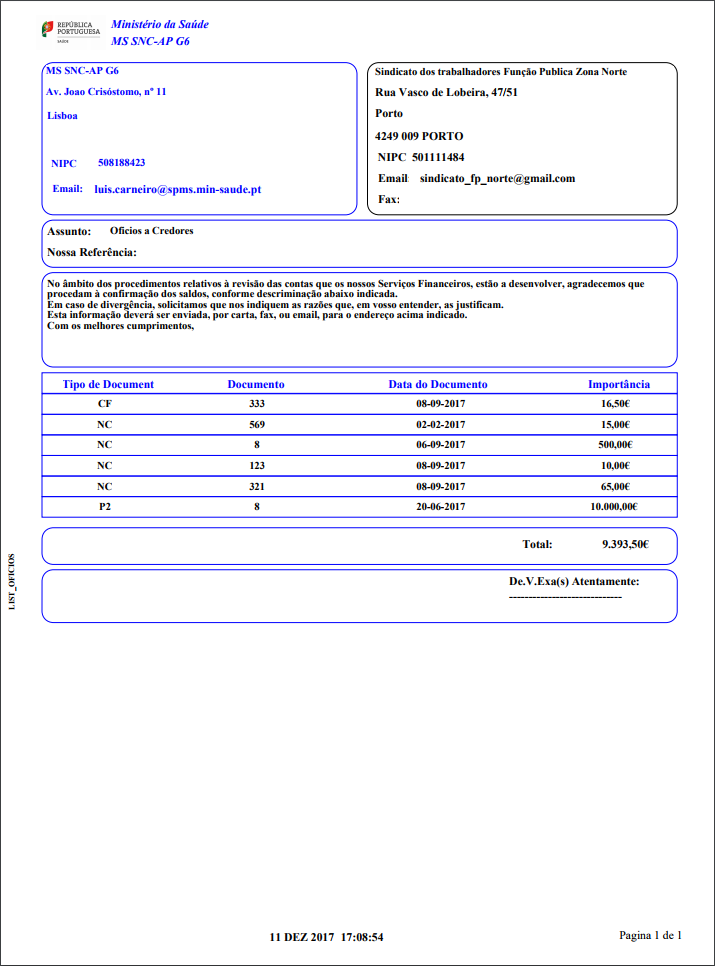 REPÚBLICA
PORTUGUESA
SAÚDE
Ministério da Saúde
MS SNC-AP G6
MS SNC-AP G6
Av. Joao Crisóstomo, nº 11
Lisboa
NIPC 508188423
Email: luis.carneiro@spms.min-saude.pt
Sindicato dos trabalhadores Função Publica Zona Norte
Rua Vasco de Lobeira, 47/51
Porto
4249 009 PORTO
NIPC 501111484
Email: sindicato_fp_norte@gmail.com
Fax:
Assunto: Oficios a Credores
Nossa Referência:
No âmbito dos procedimentos relativos à revisão das contas que os nossos Serviços Financeiros, estão a desenvolver, agradecemos que
procedam à confirmação dos saldos, conforme descriminação abaixo indicada.
Em caso de divergência, solicitamos que nos indiquem as razões que, em vosso entender, as justificam.
Esta informação deverá ser enviada, por carta, fax, ou email, para o endereço acima indicado.
Com os melhores cumprimentos,
Tipo de Document Documento Data do Documento Importância
CF 333 08-09-2017 16,50€
NC 569 02-02-2017 15,00€
NC 8 06-09-2017 500,00€
NC 123 08-09-2017 10,00€
NC 321 08-09-2017 65,00€
P2 8 20-06-2017 10.000,00€
Total: 9.393,50€
De.V.Exa(s) Atentamente:
-----------------------------
LIST_OFICIOS
11 DEZ 2017 17:08:54
Pagina 1 de 1